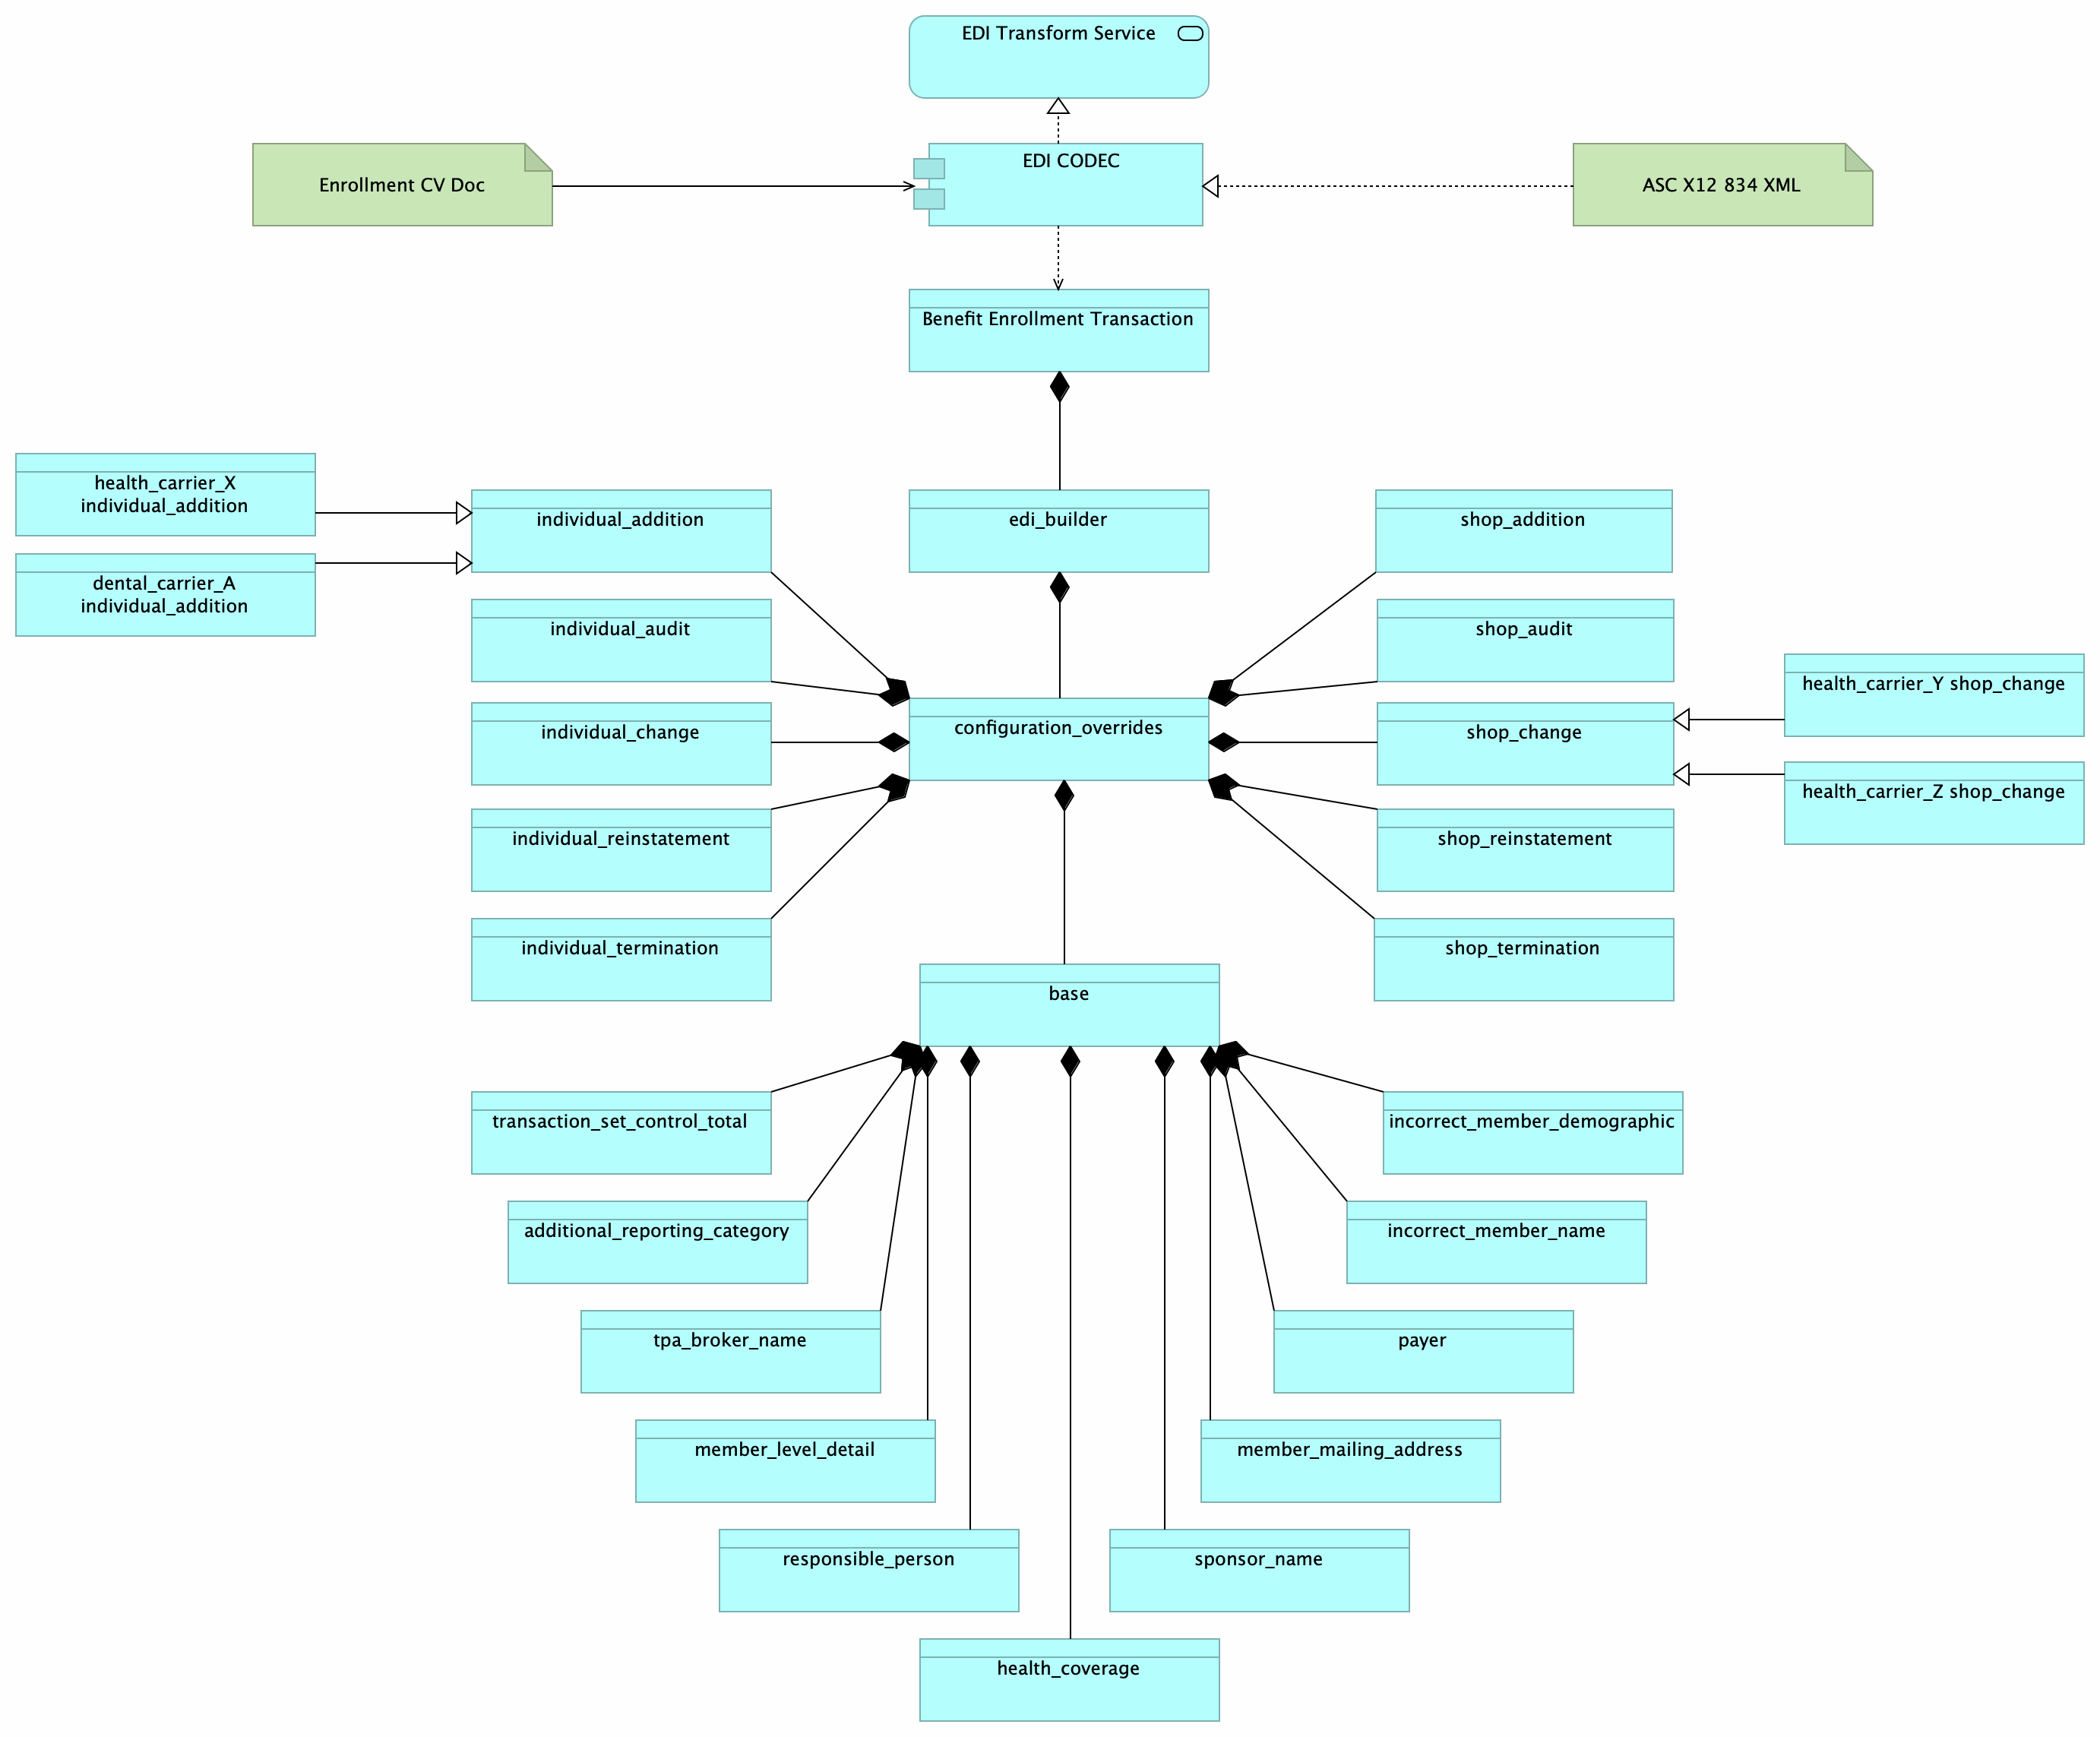 EDI Transform Service
Enrollment CV Doc
EDI CODEC
ASC X12 834 XML
Benefit Enrollment Transaction
health_carrier_X
individual_addition
individual_addition
edi_builder
shop_addition
dental_carrier_A
individual_addition
individual_audit
shop_audit
health_carrier_Y shop_change
individual_change
configuration_overrides
shop_change
health_carrier_Z shop_change
individual_reinstatement
shop_reinstatement
individual_termination
shop_termination
base
transaction_set_control_total
incorrect_member_demographic
additional_reporting_category
incorrect_member_name
tpa_broker_name
payer
member_level_detail
member_mailing_address
responsible_person
sponsor_name
health_coverage